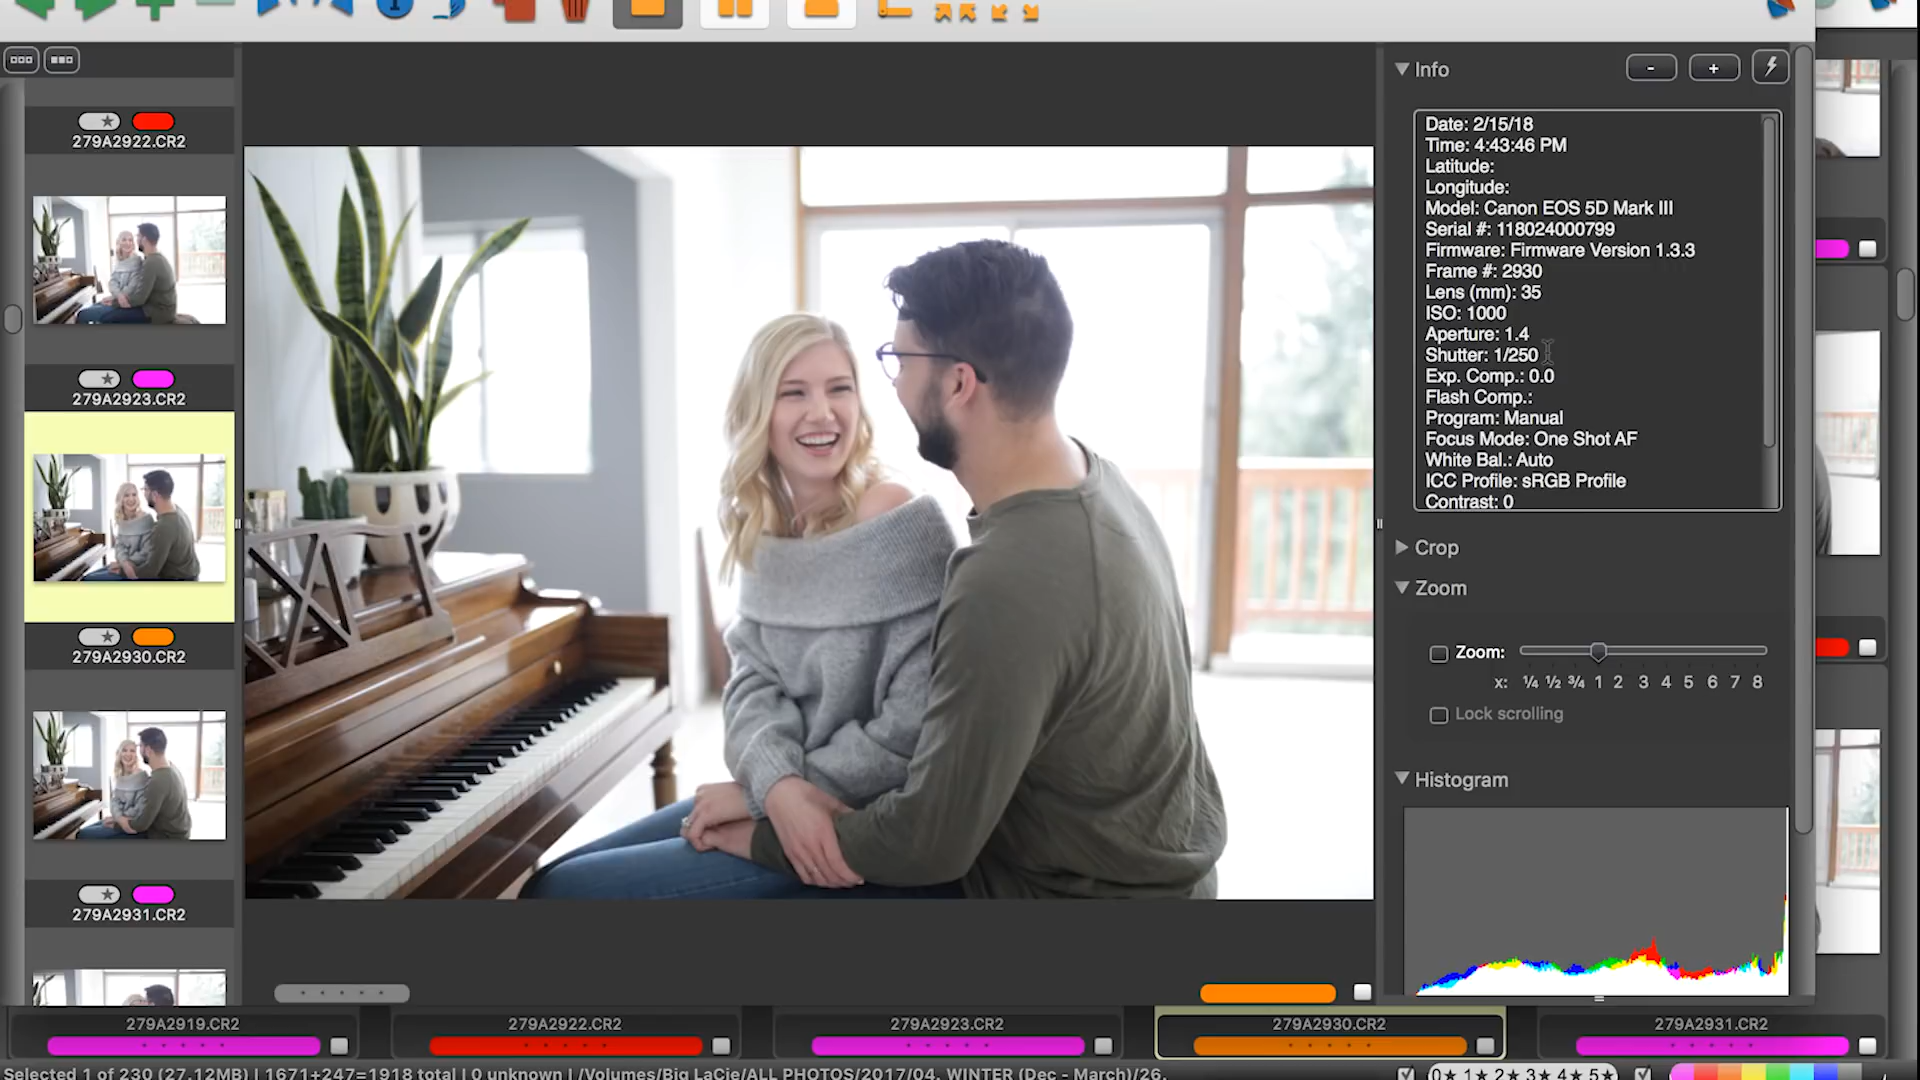 Info
-
+
Date: 2/15/18
Time: 4:43:46 PM
Latitude:
Longitude:
Model: Canon EOS 5D Mark III
Serial #: 118024000799
Firmware: Firmware Version 1.3.3
Frame #: 2930
Lens (mm): 35
ISO: 1000
Aperture: 1.4
Shutter: 1/250
Exp. Comp.: 0.0
Flash Comp.:
Program: Manual
Focus Mode: One Shot AF
White Bal.: Auto
ICC Profile: sRGB Profile
Contrast: 0
Crop
Zoom
Zoom:
x: ¼ ½ ¾ 1 2 3 4 5 6 7 8
Lock scrolling
Histogram
279A2922.CR2
279A2923.CR2
279A2930.CR2
279A2931.CR2
279A2919.CR2
279A2922.CR2
279A2923.CR2
279A2930.CR2
279A2931.CR2
Selected 1 of 230 (27.12MB) | 1671+247=1918 total | 0 unknown | /Volumes/Big LaCie/ALL PHOTOS/2017/04. WINTER (Dec - March)/26.
0★ 1★ 2★ 3★ 4★ 5★